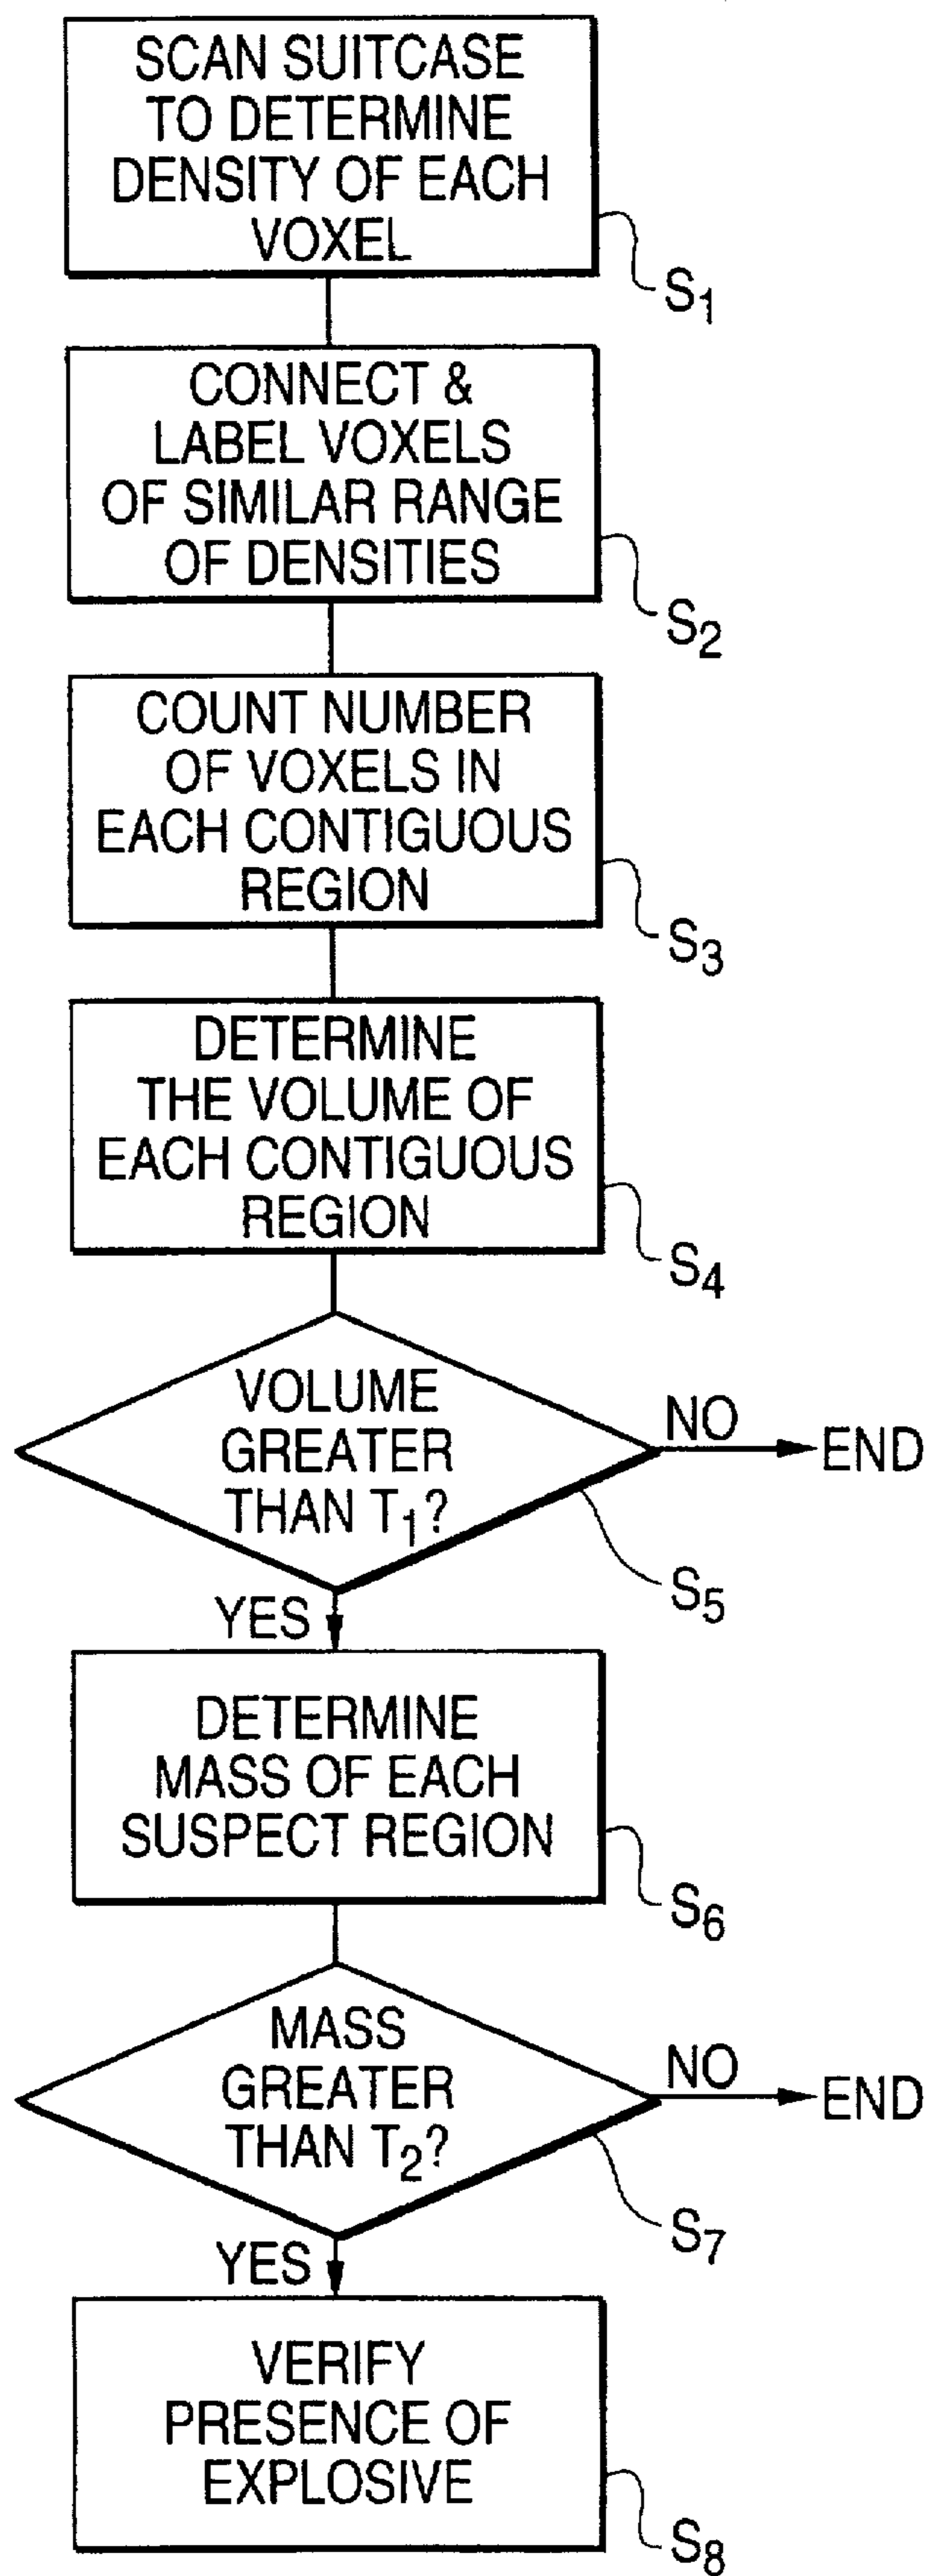 SCAN SUITCASE
TO DETERMINE
DENSITY OF EACH
VOXEL
S1
CONNECT &
LABEL VOXELS
OF SIMILAR RANGE
OF DENSITIES
S2
COUNT NUMBER
OF VOXELS IN
EACH CONTIGUOUS
REGION
S3
DETERMINE
THE VOLUME OF
EACH CONTIGUOUS
REGION
S4
VOLUME
GREATER
THAN T1?
NO
END
S5
YES
DETERMINE
MASS OF EACH
SUSPECT REGION
S6
MASS
GREATER
THAN T2?
NO
END
S7
YES
VERIFY
PRESENCE OF
EXPLOSIVE
S8